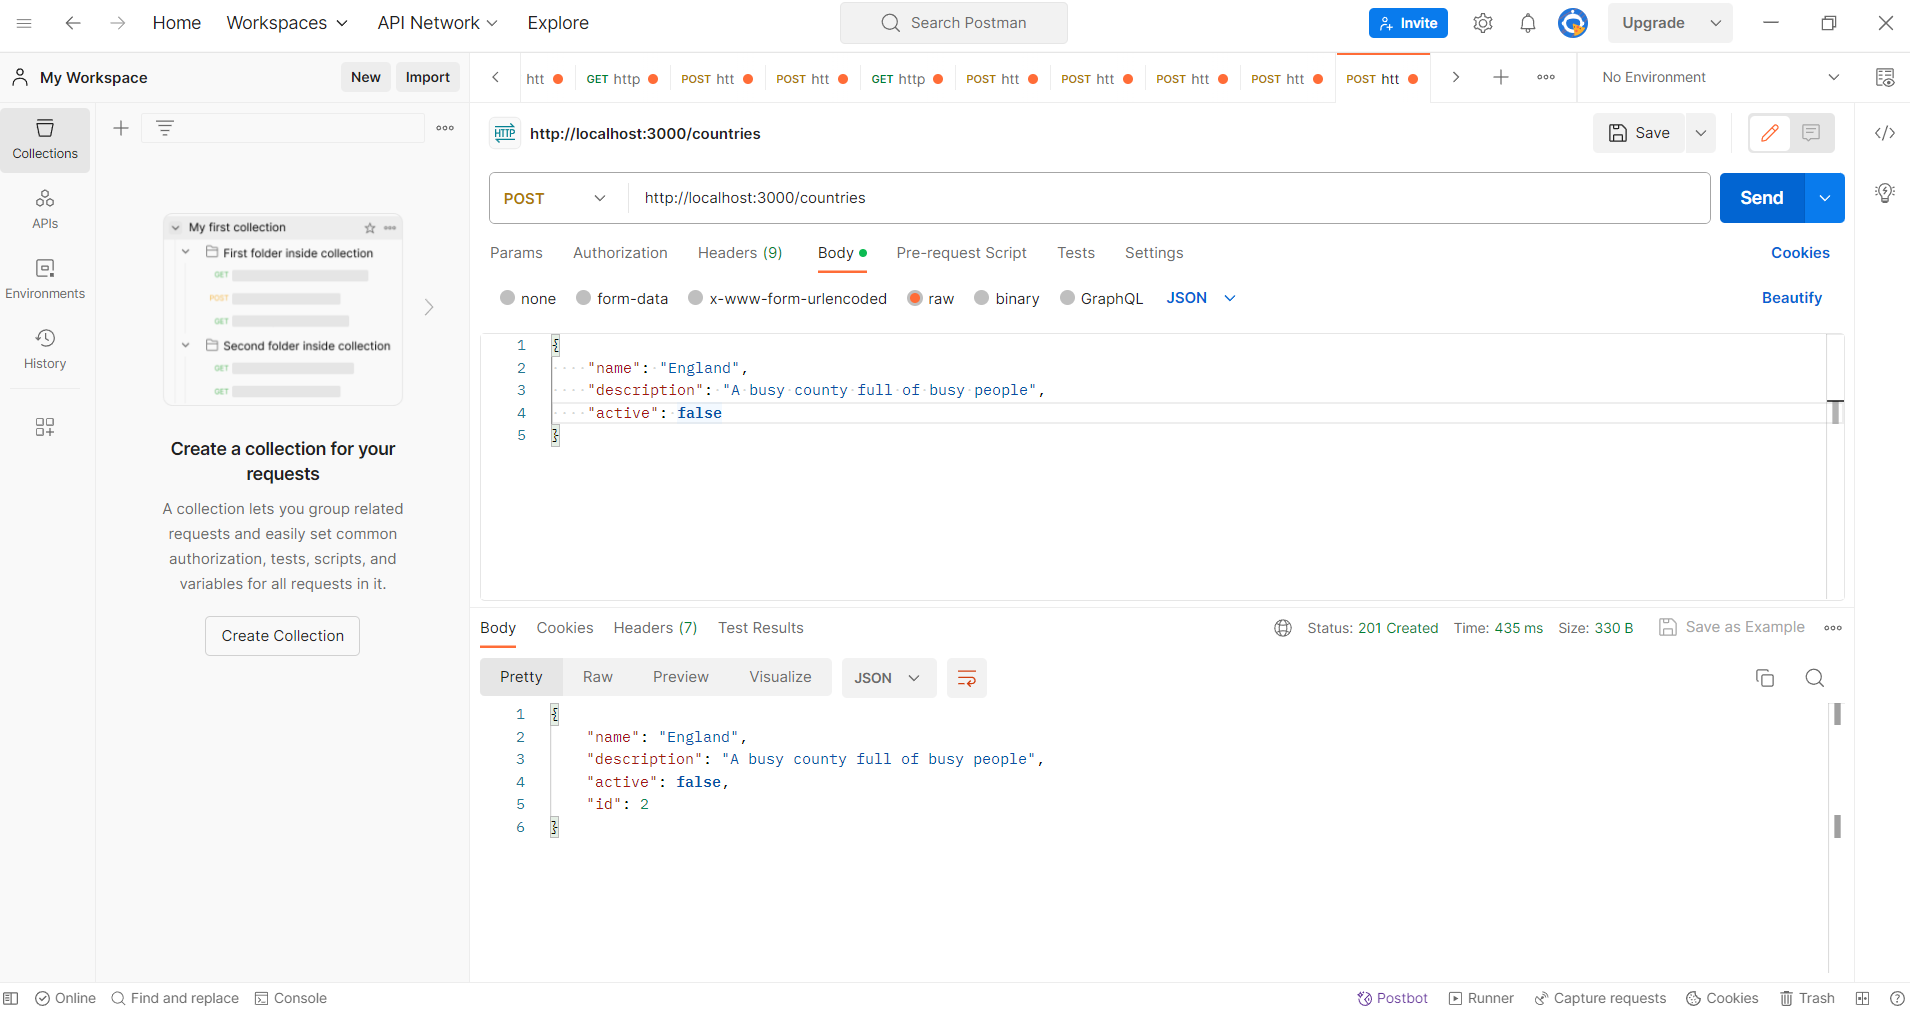 Home Workspaces API Network Explore Search Postman Invite Upgrade
My Workspace New Import
htt GET http POST htt POST htt GET http POST htt POST htt POST htt POST htt POST htt No Environment
HTTP http://localhost:3000/countries Save
Collections
APIs
Environments
History
My first collection
First folder inside collection
GET
POST
GET
Second folder inside collection
GET
GET
Create a collection for your
requests
A collection lets you group related
requests and easily set common
authorization, tests, scripts, and
variables for all requests in it.
Create Collection
POST http://localhost:3000/countries Send
Params Authorization Headers (9) Body Pre-request Script Tests Settings Cookies
none form-data x-www-form-urlencoded raw binary GraphQL JSON Beautify
1 {
2 "name": "England",
3 "description": "A busy county full of busy people",
4 "active": false
5 }
Body Cookies Headers (7) Test Results Status: 201 Created Time: 435 ms Size: 330 B Save as Example
Pretty Raw Preview Visualize JSON
1 {
2 "name": "England",
3 "description": "A busy county full of busy people",
4 "active": false,
5 "id": 2
6 }
Online Find and replace Console Postbot Runner Capture requests Cookies Trash